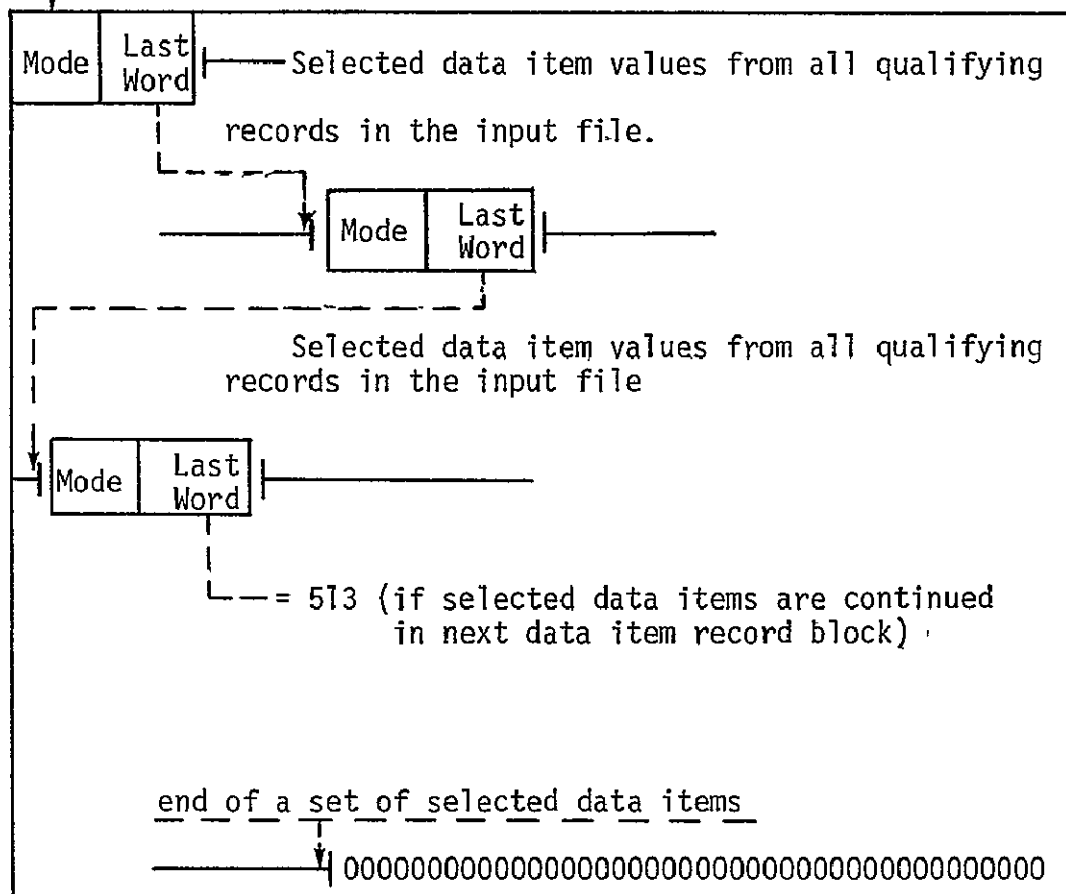 Mode Last Word Selected data item values from all qualifying
records in the input file.
Mode Last Word
Selected data item values from all qualifying
records in the input file
Mode Last Word
= 513 (if selected data items are continued
in next data item record block)
end of a set of selected data items
000000000000000000000000000000000000